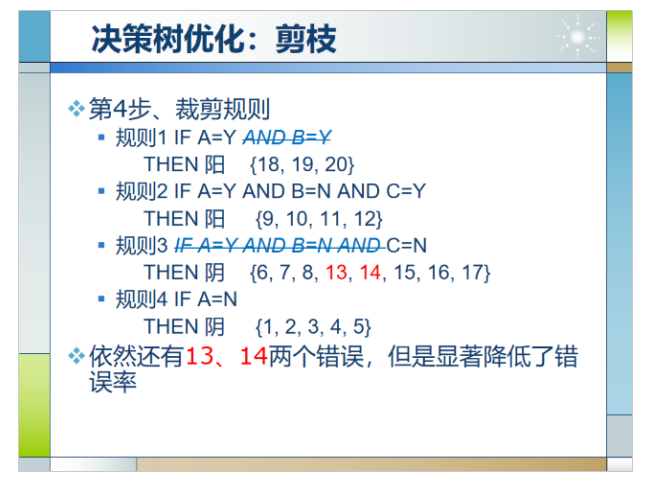 决策树优化：剪枝
第4步、裁剪规则
规则1 IF A=Y AND B=Y
THEN 阳 {18, 19, 20}
规则2 IF A=Y AND B=N AND C=Y
THEN 阳 {9, 10, 11, 12}
规则3 IF A=Y AND B=N AND C=N
THEN 阴 {6, 7, 8, 13, 14, 15, 16, 17}
规则4 IF A=N
THEN 阴 {1, 2, 3, 4, 5}
依然还有13、14两个错误，但是显著降低了错
误率